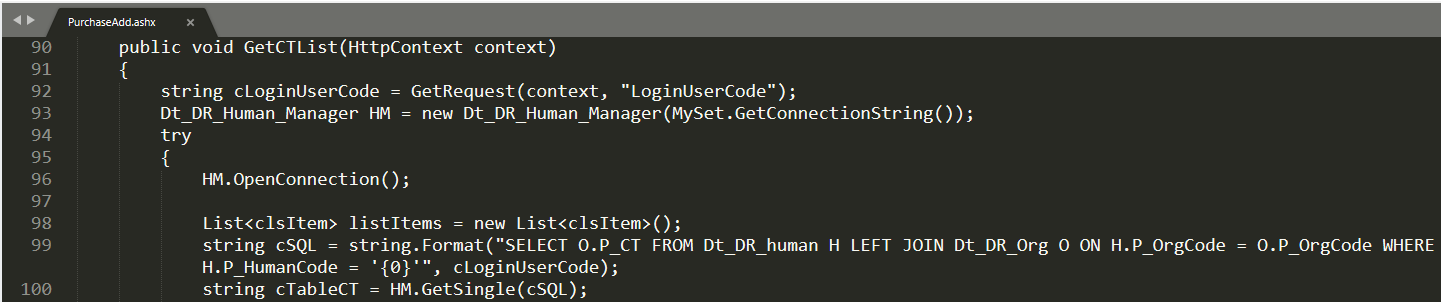 PurchaseAdd.ashx ×
90 public void GetCTList(HttpContext context)
91 {
92 string cLoginUserCode = GetRequest(context, "LoginUserCode");
93 Dt_DR_Human_Manager HM = new Dt_DR_Human_Manager(MySet.GetConnectionString());
94 try
95 {
96 HM.OpenConnection();
97
98 List<clsItem> listItems = new List<clsItem>();
99 string cSQL = string.Format("SELECT O.P_CT FROM Dt_DR_human H LEFT JOIN Dt_DR_Org O ON H.P_OrgCode = O.P_OrgCode WHERE
H.P_HumanCode = '{0}'", cLoginUserCode);
100 string cTableCT = HM.GetSingle(cSQL);